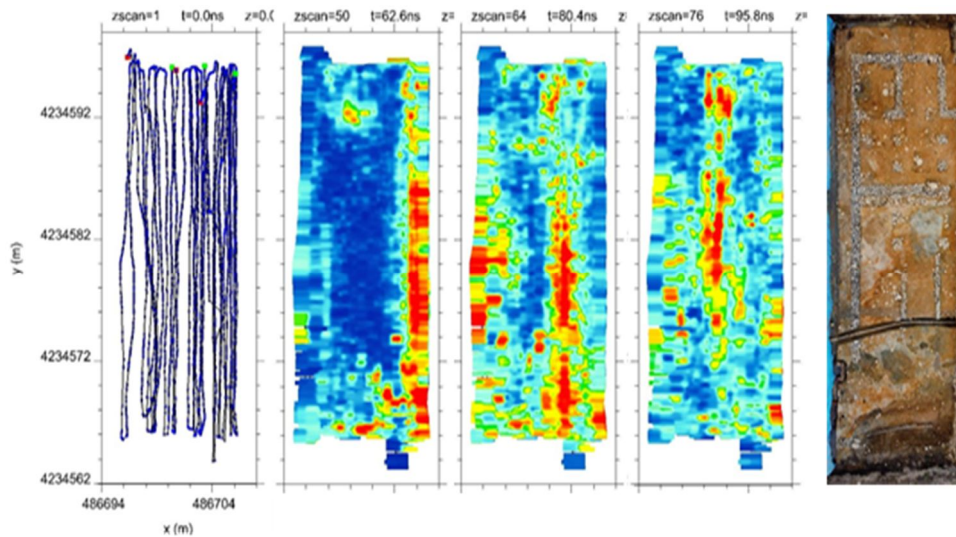 zscan=1 t=0.0ns z=0.0
zscan=50 t=62.6ns z=
zscan=64 t=80.4ns z=
zscan=76 t=95.8ns z=
4234592
4234582
y (m)
4234572
4234562
486694 486704
x (m)